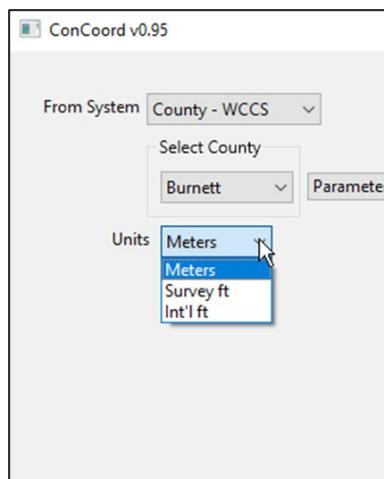 ConCoord v0.95
From System County - WCCS
Select County
Burnett Paramete
Units Meters
Meters
Survey ft
Int'l ft